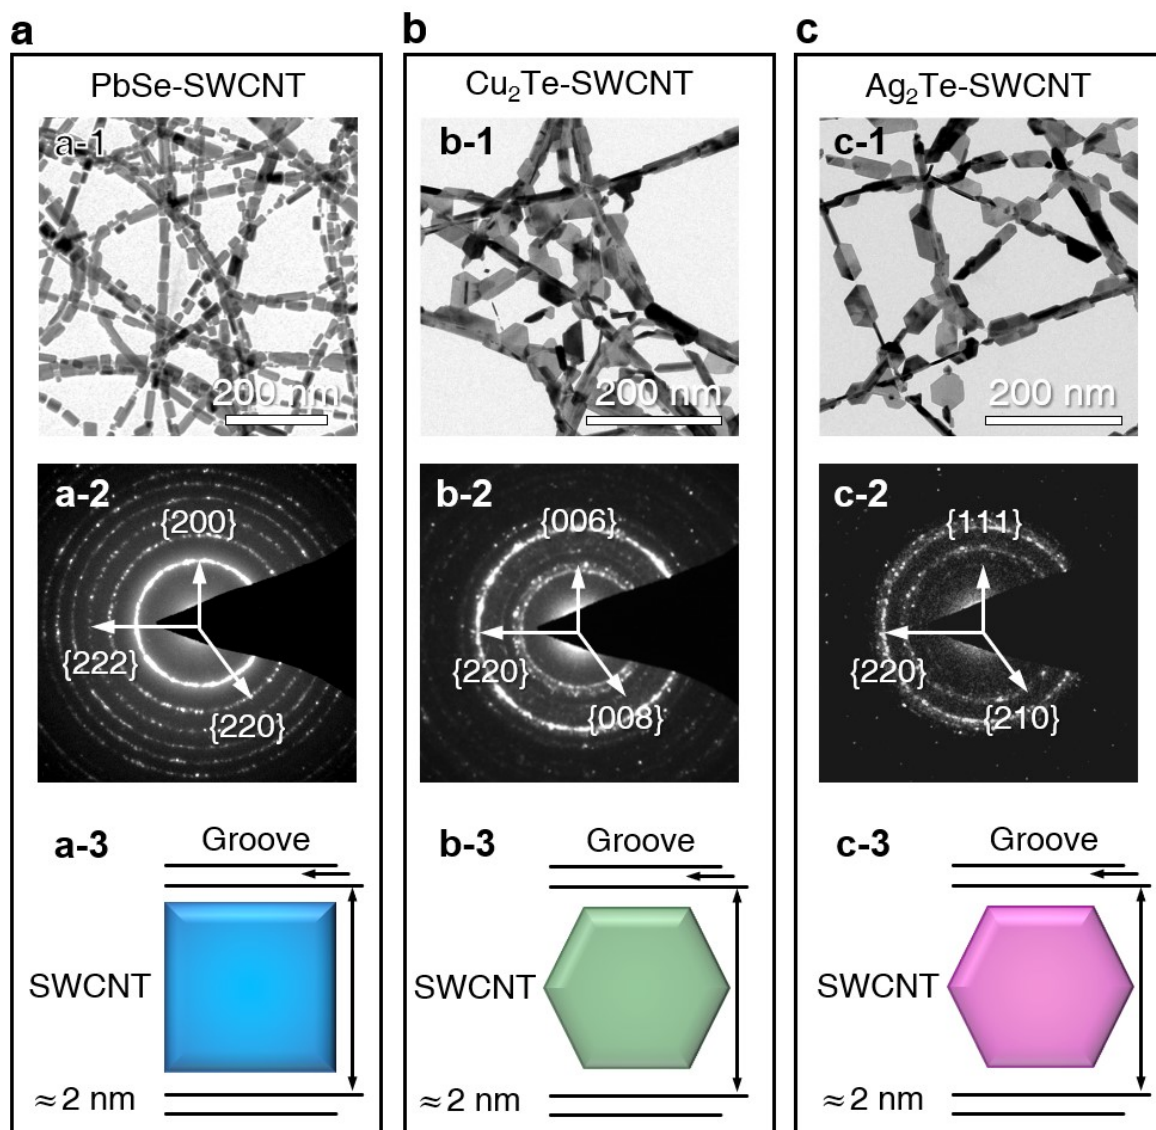 a
PbSe-SWCNT
a-1
200 nm
a-2
{200}
{222}
{220}
a-3
Groove
SWCNT
≈2 nm
b
Cu₂Te-SWCNT
b-1
200 nm
b-2
{006}
{220}
{008}
b-3
Groove
SWCNT
≈2 nm
c
Ag₂Te-SWCNT
c-1
200 nm
c-2
{111}
{220}
{210}
c-3
Groove
SWCNT
≈2 nm